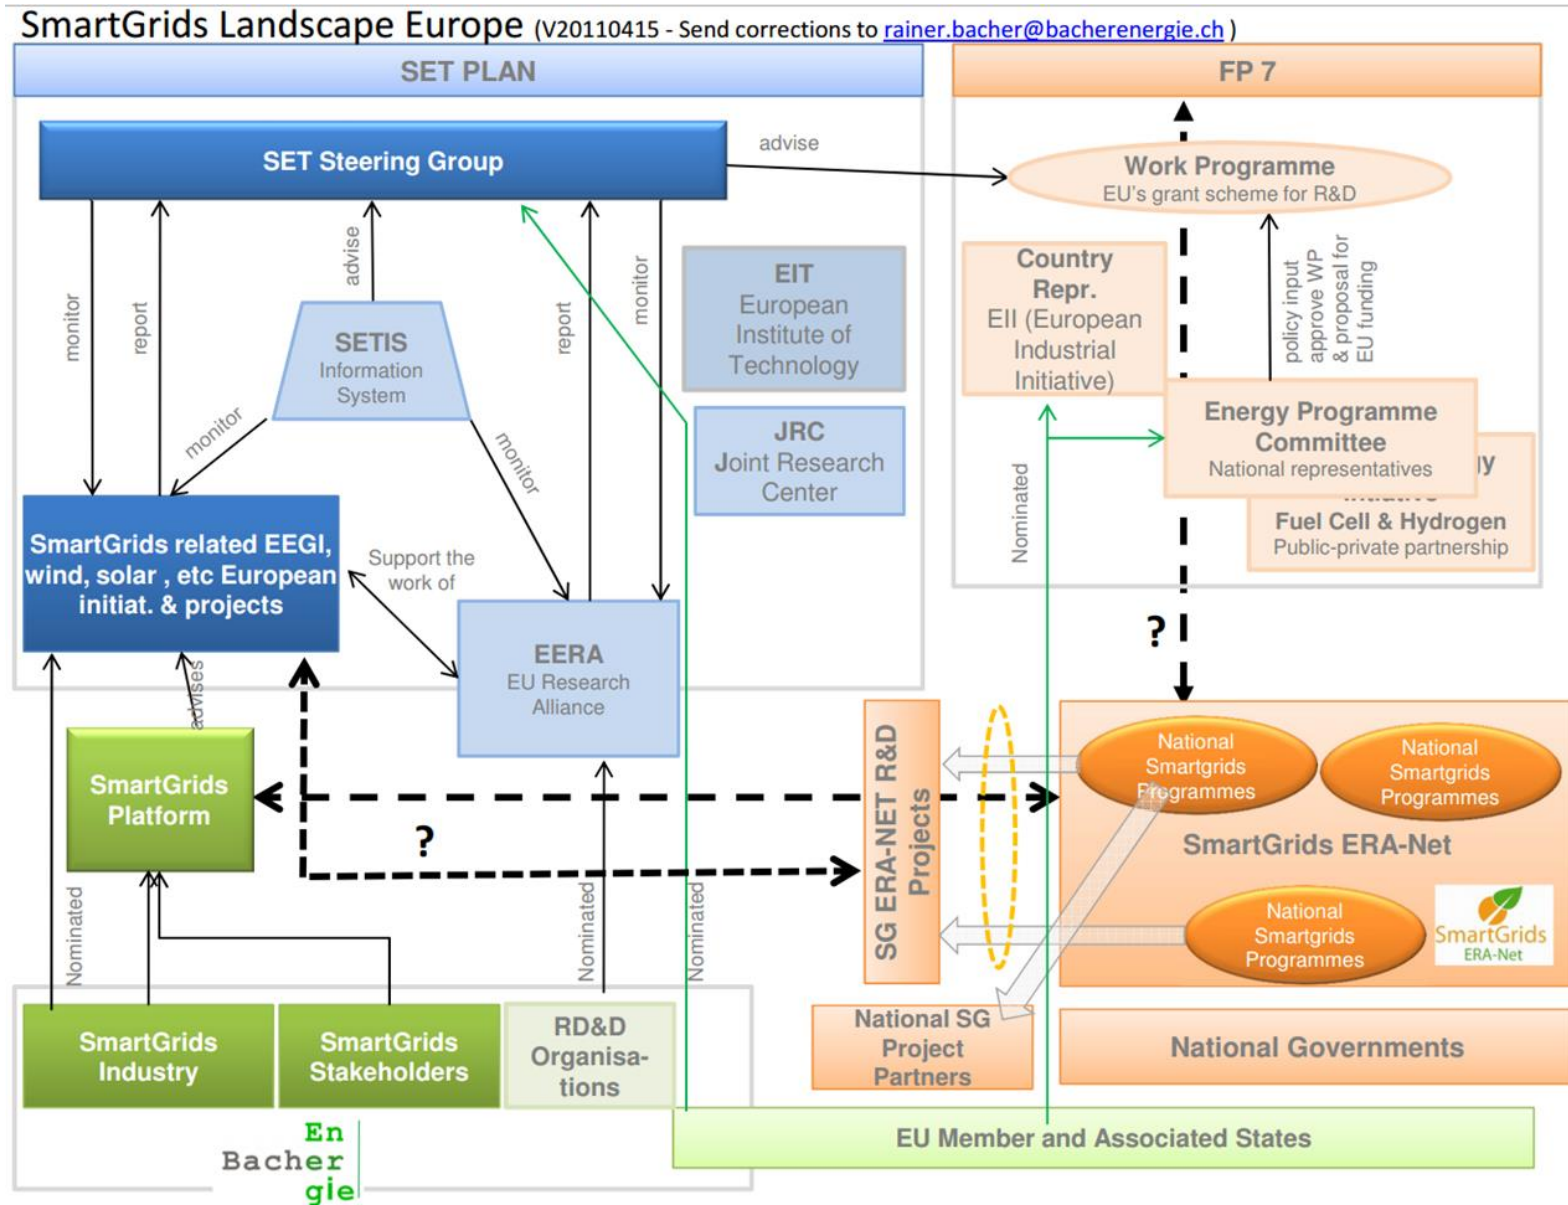 SmartGrids Landscape Europe (V20110415 - Send corrections to rainer.bacher@bacherenergie.ch )
SET PLAN
FP 7
SET Steering Group
advise
Work Programme
EU's grant scheme for R&D
monitor
report
advise
report
monitor
EIT
European
Institute of
Technology
Country
Repr.
EII (European
Industrial
Initiative)
policy input
approve WP
& proposal for
EU funding
SETIS
Information
System
monitor
monitor
JRC
Joint Research
Center
Energy Programme
Committee
National representatives
gy
Fuel Cell & Hydrogen
Public-private partnership
Nominated
SmartGrids related EEGI,
wind, solar , etc European
initiat. & projects
Support the
work of
EERA
EU Research
Alliance
?
advises
SmartGrids
Platform
?
SG ERA-NET R&D
Projects
National
Smartgrids
Programmes
National
Smartgrids
Programmes
SmartGrids ERA-Net
National
Smartgrids
Programmes
SmartGrids
ERA-Net
Nominated
Nominated
Nominated
SmartGrids
Industry
SmartGrids
Stakeholders
RD&D
Organisa-
tions
National SG
Project
Partners
National Governments
EU Member and Associated States
En
Bacher
gie